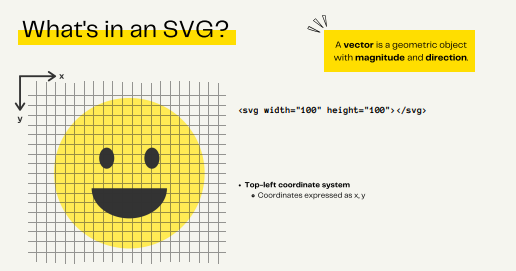 What's in an SVG?
A vector is a geometric object
with magnitude and direction.
x
y
<svg width="100" height="100"></svg>
• Top-left coordinate system
• Coordinates expressed as x, y